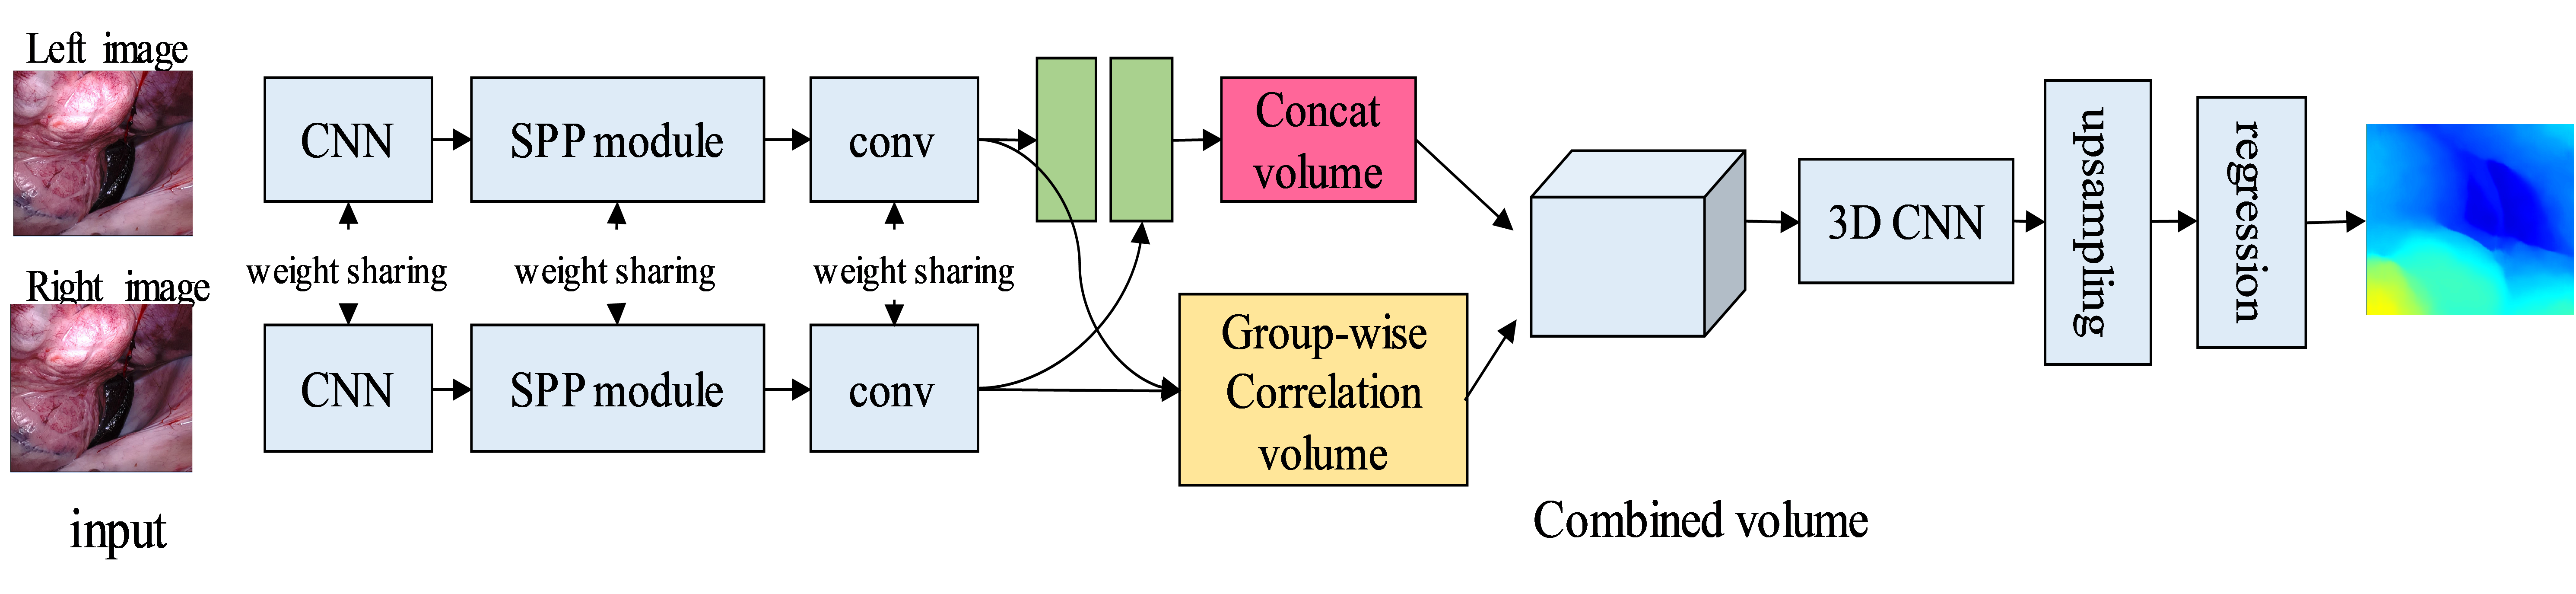 Left image
CNN
SPP module
conv
Concat
volume
weight sharing
weight sharing
weight sharing
Right image
CNN
SPP module
conv
Group-wise
Correlation
volume
3D CNN
upsampling
regression
input
Combined volume